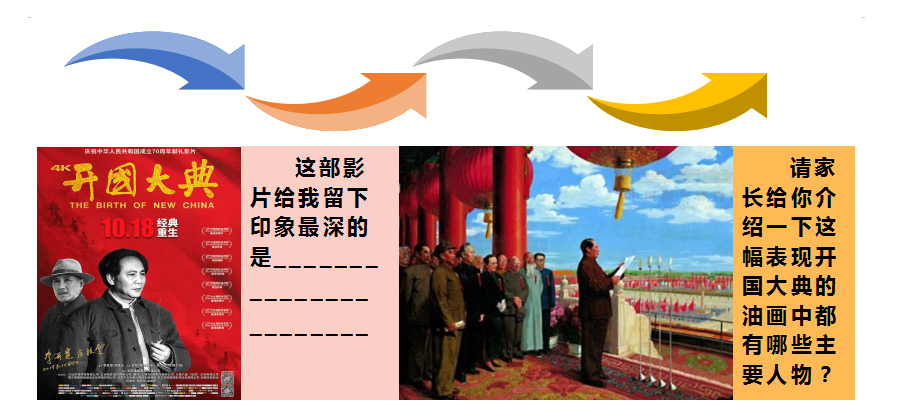 庆祝中华人民共和国成立70周年献礼影片
4K 开國大典
THE BIRTH OF NEW CHINA
10.18 经典
重生
这部影
片给我留下
印象最深的
是________
_________
_________
请家
长给你介
绍一下这
幅表现开
国大典的
油画中都
有哪些主
要人物？